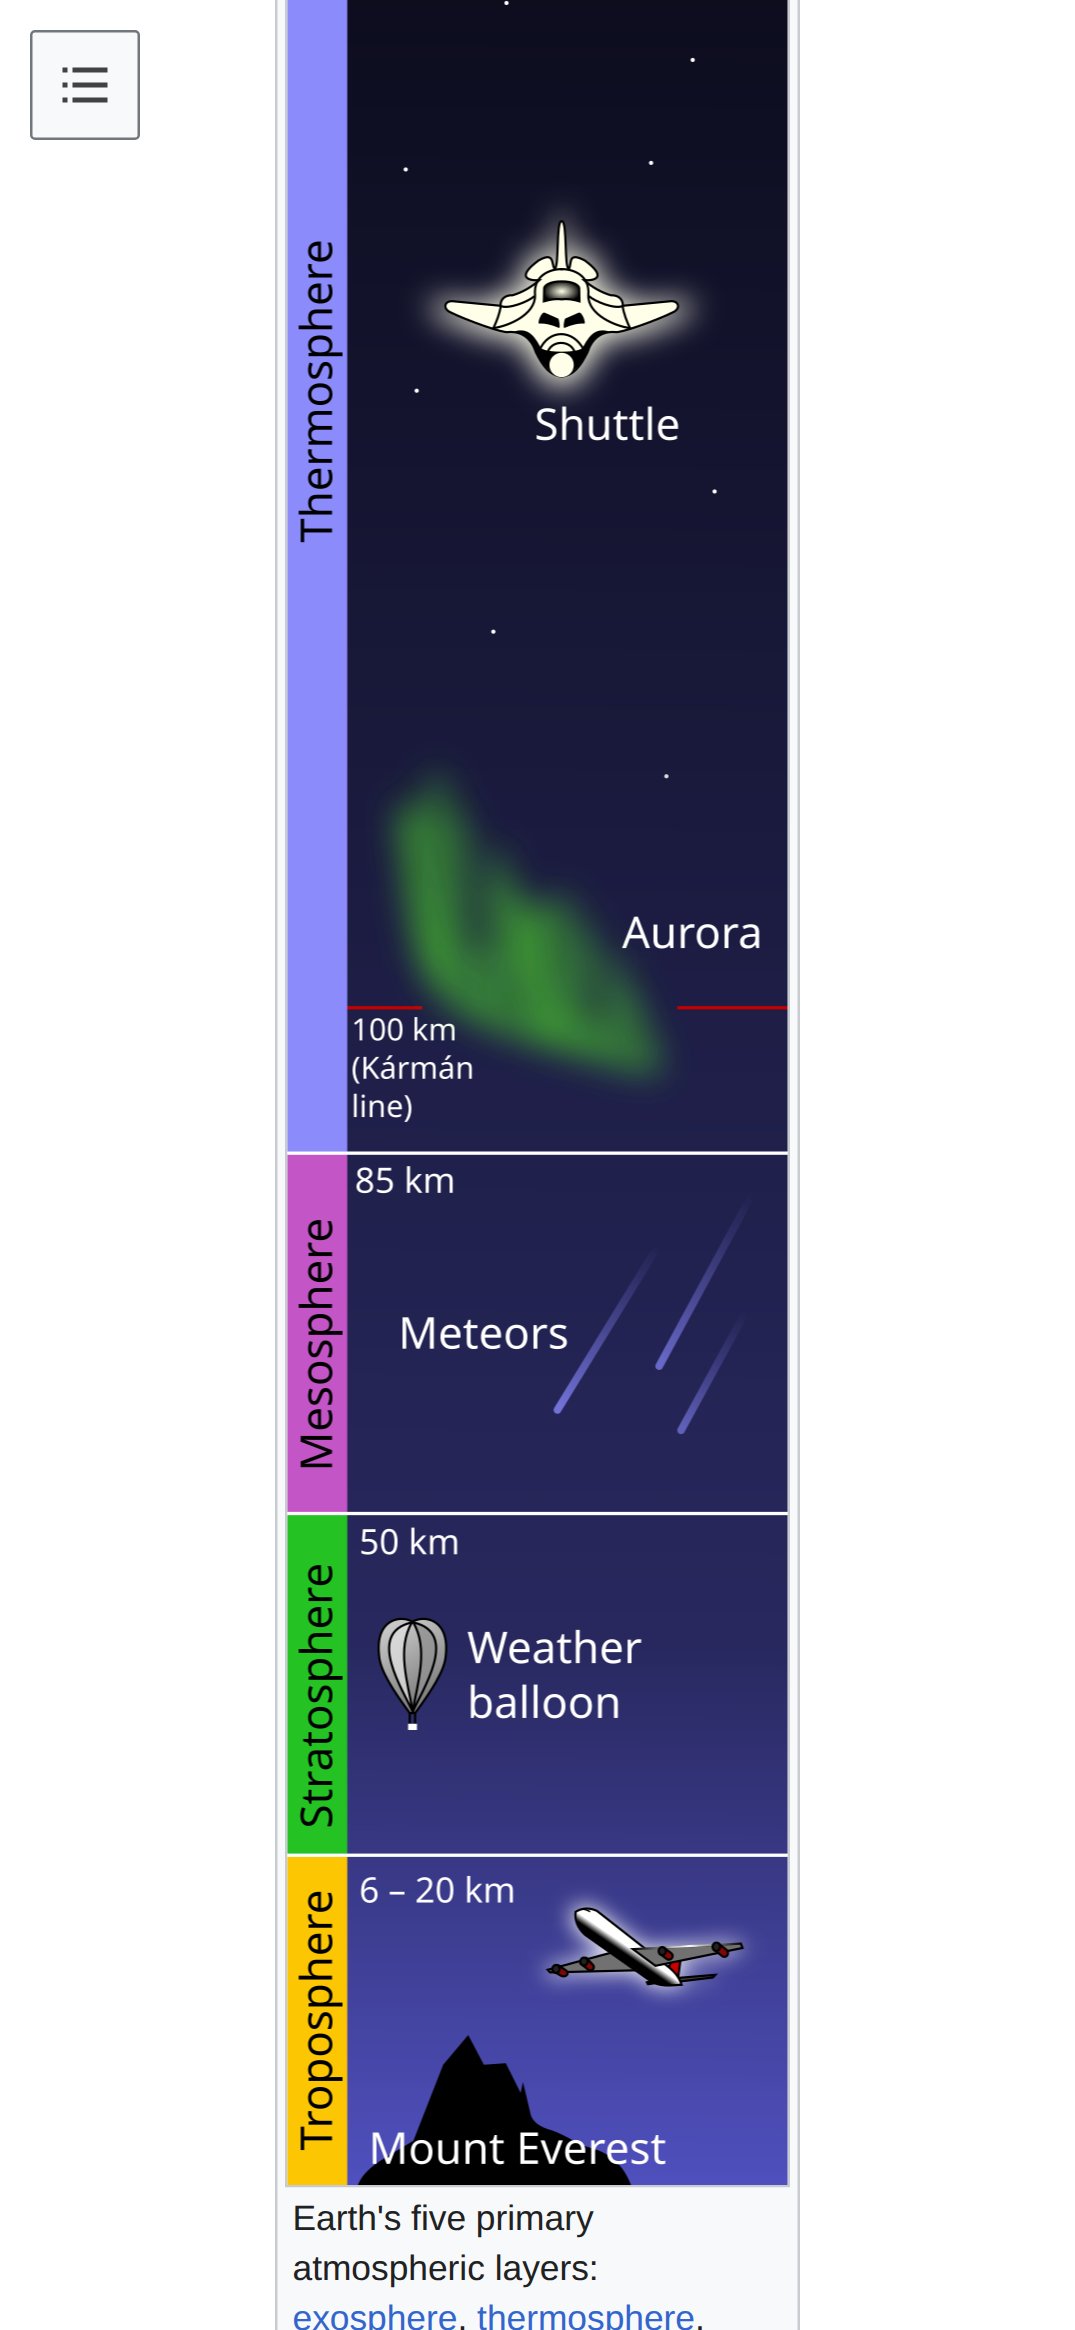 Thermosphere
Shuttle
Aurora
100 km
(Kármán
line)
Mesosphere
85 km
Meteors
Stratosphere
50 km
Weather
balloon
Troposphere
6 – 20 km
Mount Everest
Earth's five primary
atmospheric layers:
exosphere, thermosphere,